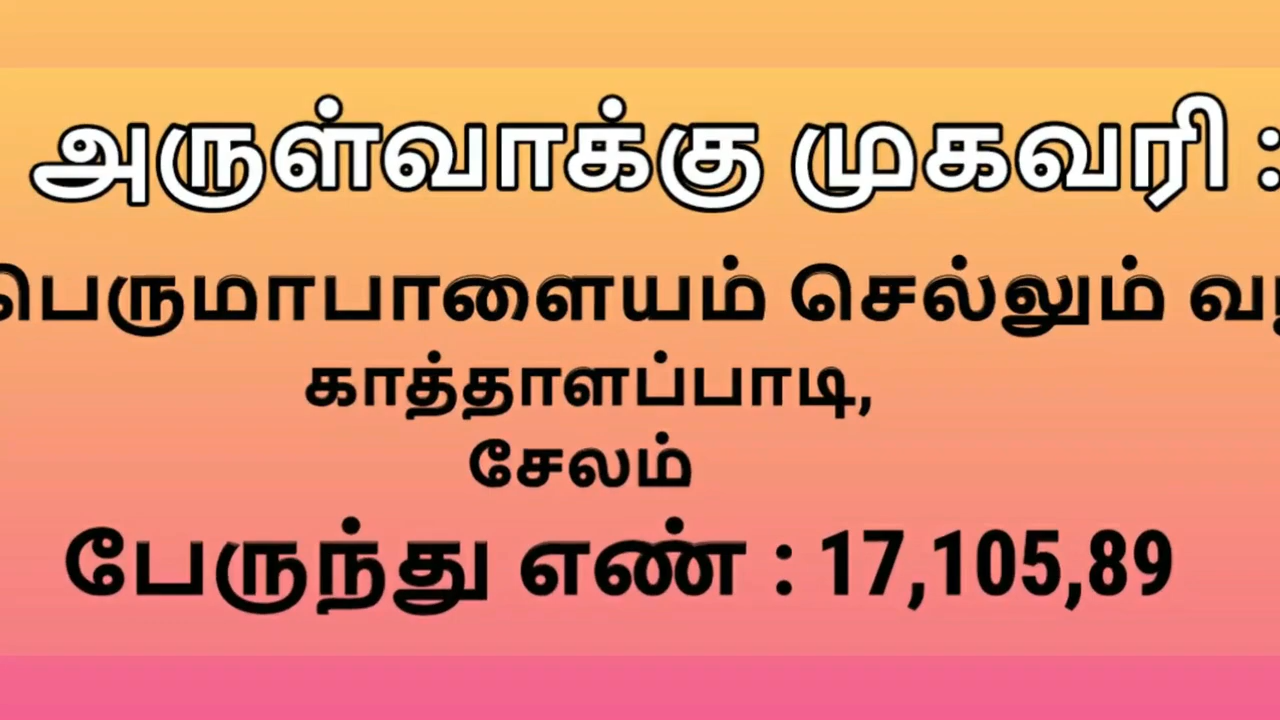 அருள்வாக்கு முகவரி :
பெருமாபாளையம் செல்லும்
காத்தாளப்பாடி,
சேலம்
பேருந்து எண் : 17,105,89